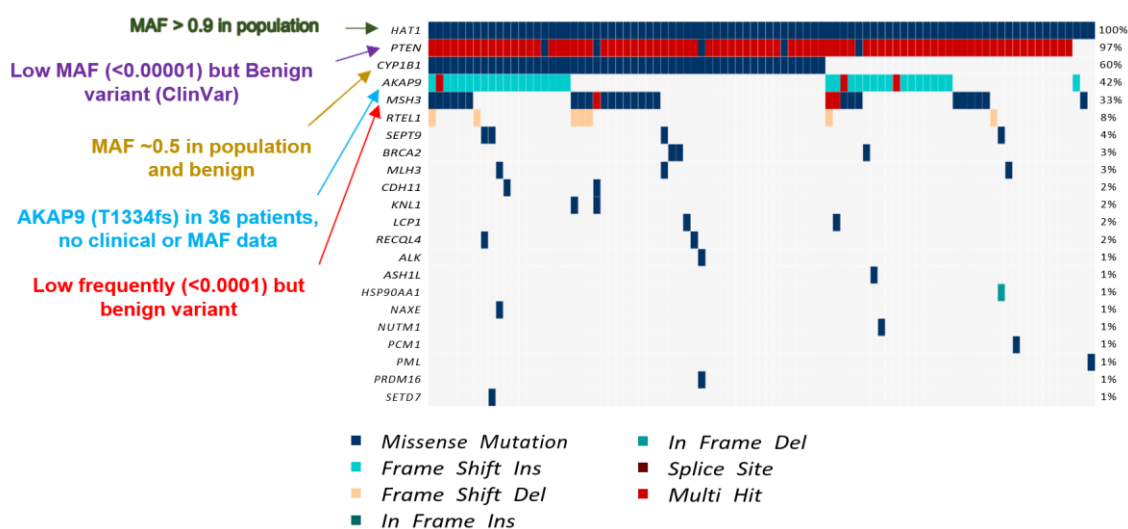 MAF > 0.9 in population
Low MAF (<0.00001) but Benign
variant (ClinVar)
MAF ~0.5 in population
and benign
AKAP9 (T1334fs) in 36 patients,
no clinical or MAF data
Low frequently (<0.0001) but
benign variant
HAT1 100%
PTEN 97%
CYP1B1 60%
AKAP9 42%
MSH3 33%
RTEL1 8%
SEPT9 4%
BRCA2 3%
MLH3 3%
CDH11 2%
KNL1 2%
LCP1 2%
RECQL4 2%
ALK 1%
ASH1L 1%
HSP90AA1 1%
NAXE 1%
NUTM1 1%
PCM1 1%
PML 1%
PRDM16 1%
SETD7 1%
Missense Mutation
Frame Shift Ins
Frame Shift Del
In Frame Ins
In Frame Del
Splice Site
Multi Hit